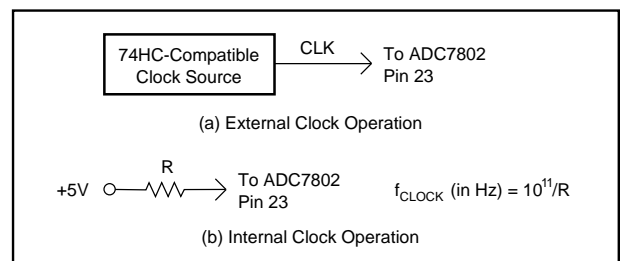 74HC-Compatible
Clock Source
CLK
To ADC7802
Pin 23
(a) External Clock Operation
+5V
R
To ADC7802
Pin 23
f_CLOCK (in Hz) = 10^11/R
(b) Internal Clock Operation